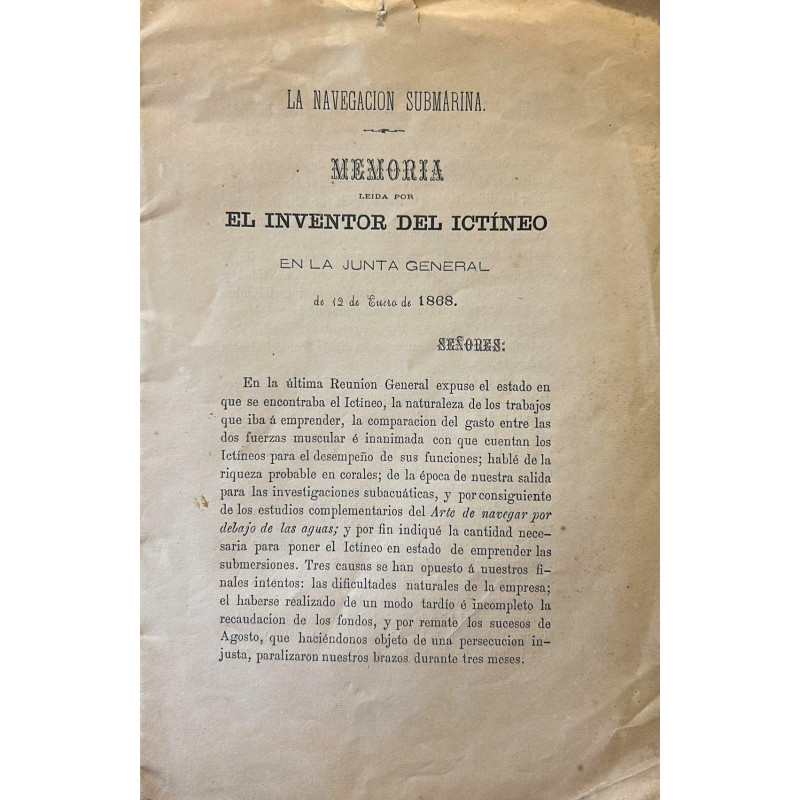 LA NAVEGACION SUBMARINA.
MEMORIA
LEIDA POR
EL INVENTOR DEL ICTÍNEO
EN LA JUNTA GENERAL
de 12 de Enero de 1868.
SEÑORES:
En la última Reunion General expuse el estado en
que se encontraba el Ictíneo, la naturaleza de los trabajos
que iba á emprender, la comparacion del gasto entre las
dos fuerzas muscular é inanimada con que cuentan los
Ictíneos para el desempeño de sus funciones; hablé de la
riqueza probable en corales; de la época de nuestra salida
para las investigaciones subacuáticas, y por consiguiente
de los estudios complementarios del Arte de navegar por
debajo de las aguas; y por fin indiqué la cantidad nece-
saria para poner el Ictíneo en estado de emprender las
submersiones. Tres causas se han opuesto á nuestros fi-
nales intentos: las dificultades naturales de la empresa;
el haberse realizado de un modo tardío é incompleto la
recaudacion de los fondos, y por remate los sucesos de
Agosto, que haciéndonos objeto de una persecucion in-
justa, paralizaron nuestros brazos durante tres meses.